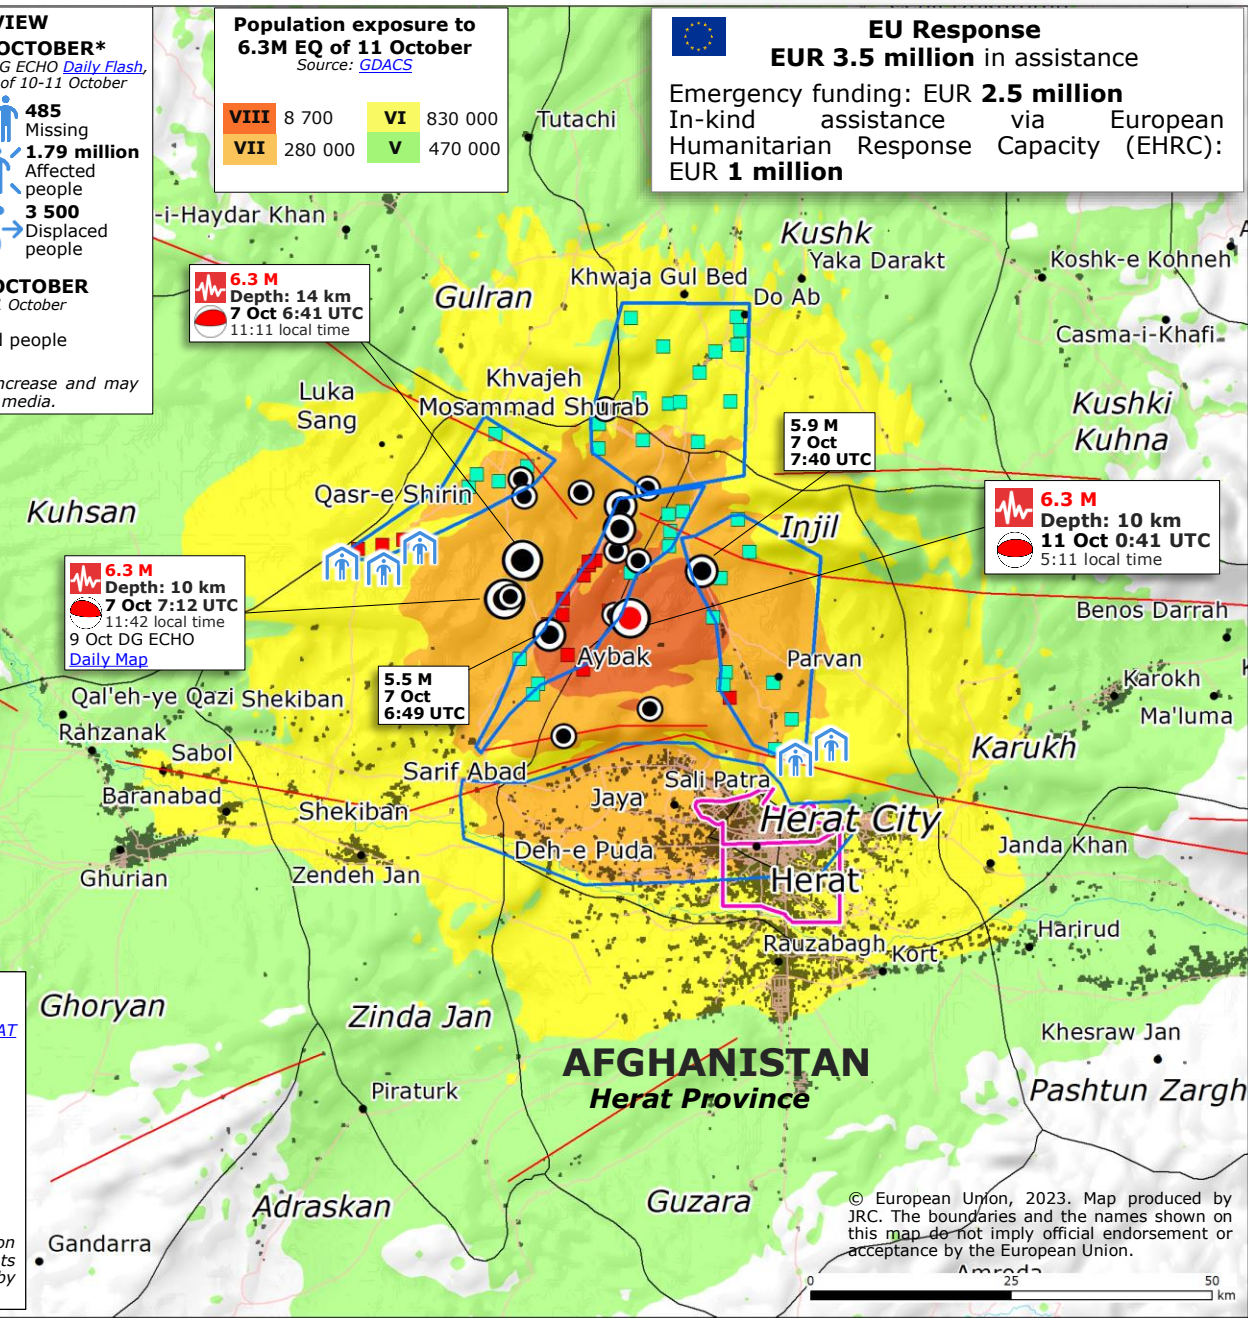 VIEW
OCTOBER*
G ECHO Daily Flash,
of 10-11 October
485
Missing
1.79 million
Affected
people
3 500
Displaced
people
OCTOBER
October
people
ncrease and may
media.
Population exposure to
6.3M EQ of 11 October
Source: GDACS
VIII 8 700 VI 830 000
VII 280 000 V 470 000
EU Response
EUR 3.5 million in assistance
Emergency funding: EUR 2.5 million
In-kind assistance via European
Humanitarian Response Capacity (EHRC):
EUR 1 million
Tutachi
-i-Haydar Khan
Kushk
Yaka Darakt
Koshk-e Kohneh
Khwaja Gul Bed
Do Ab
Gulran
Casma-i-Khafi
6.3 M
Depth: 14 km
7 Oct 6:41 UTC
11:11 local time
Luka
Sang
Khvajeh
Mosammad Shurab
Kushki
Kuhna
5.9 M
7 Oct
7:40 UTC
Qasr-e Shirin
Kuhsan
Injil
6.3 M
Depth: 10 km
11 Oct 0:41 UTC
5:11 local time
6.3 M
Depth: 10 km
7 Oct 7:12 UTC
11:42 local time
9 Oct DG ECHO
Daily Map
Benos Darrah
Aybak
Parvan
5.5 M
7 Oct
6:49 UTC
Karokh
Ma'luma
Qal'eh-ye Qazi
Shekiban
Rahzanak
Sabol
Karukh
Sarif Abad
Sali Patra
Baranabad
Shekiban
Jaya
Herat City
Deh-e Puda
Janda Khan
Ghurian
Zendeh Jan
Herat
Harirud
Rauzabagh
Kort
Ghoryan
Zinda Jan
AT
Khesraw Jan
AFGHANISTAN
Herat Province
Piraturk
Pashtun Zargh
Adraskan
Guzara
Gandarra
on
ts
by
© European Union, 2023. Map produced by
JRC. The boundaries and the names shown on
this map do not imply official endorsement or
acceptance by the European Union.
0 25 50
km